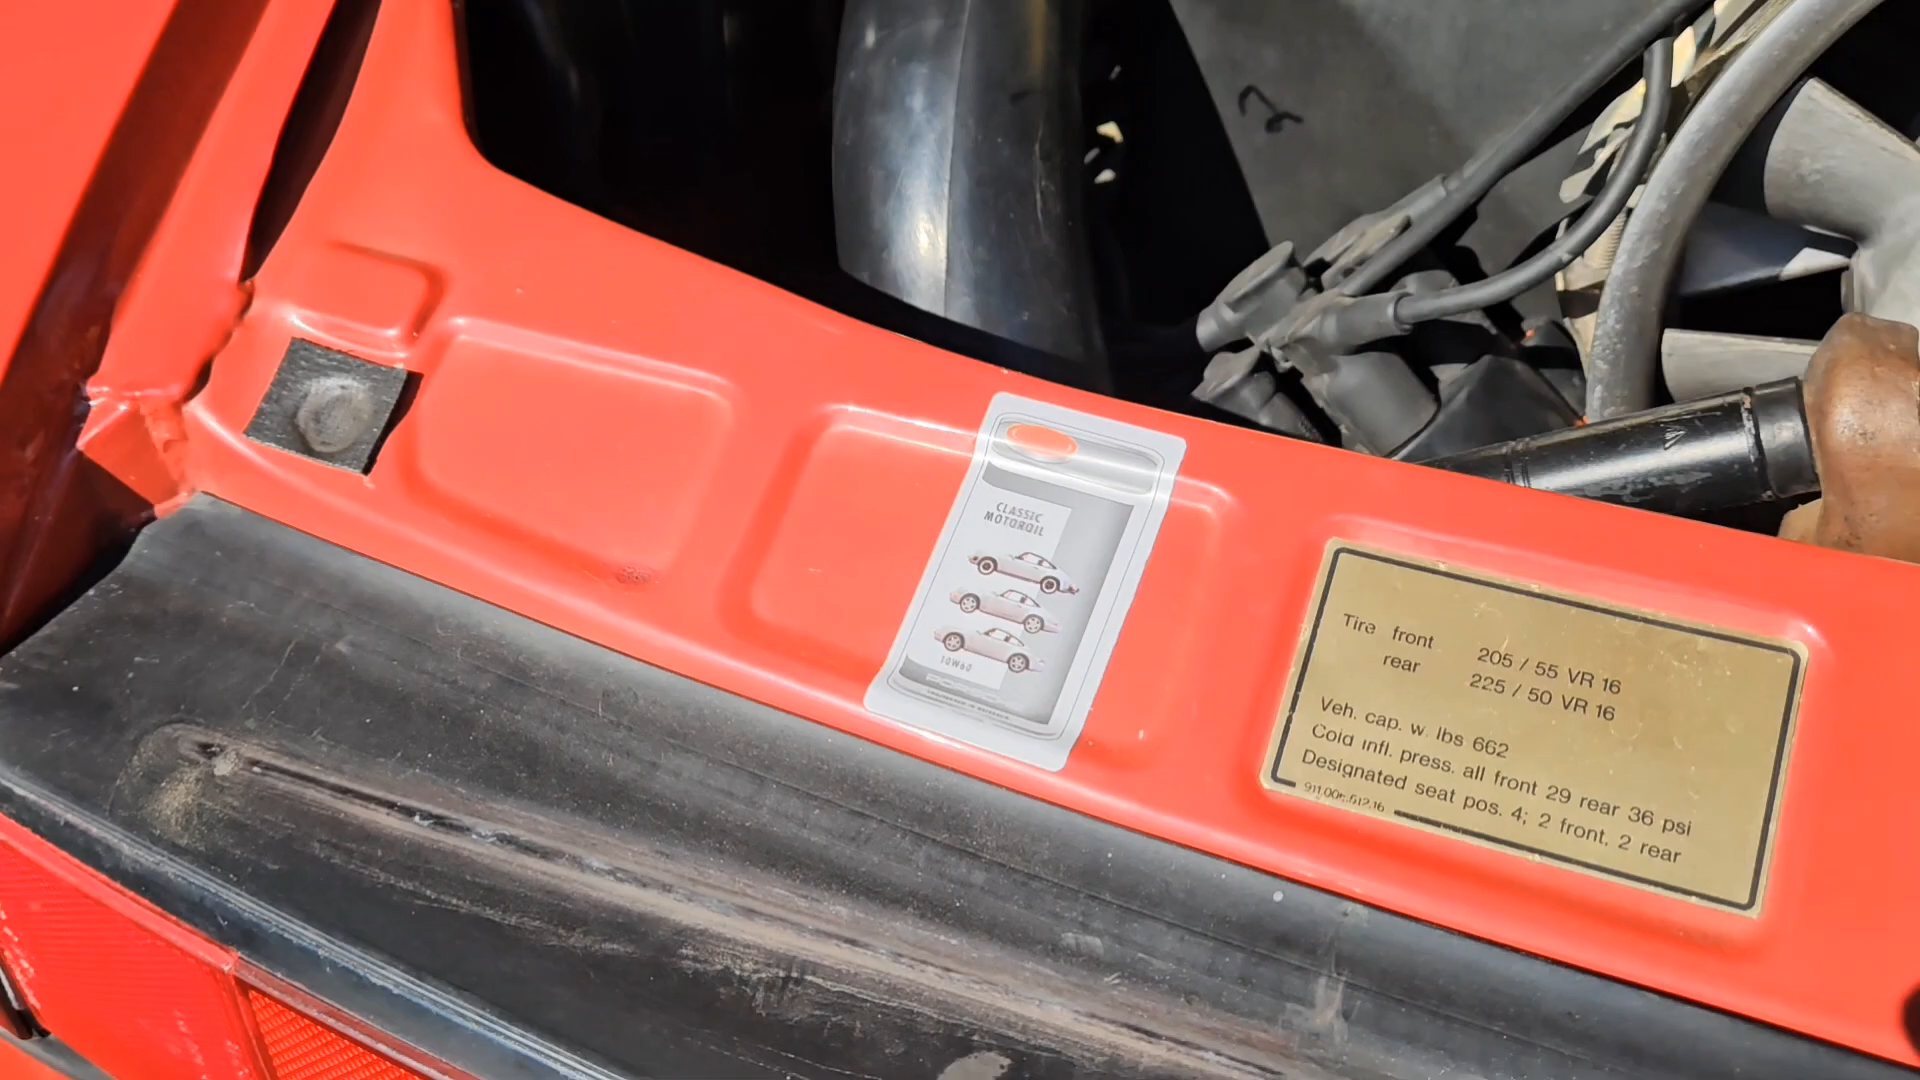 CLASSIC
MOTOROIL
10W60
Tire front 205 / 55 VR 16
rear 225 / 50 VR 16
Veh. cap. w. lbs 662
Cold infl. press. all front 29 rear 36 psi
Designated seat pos. 4; 2 front. 2 rear